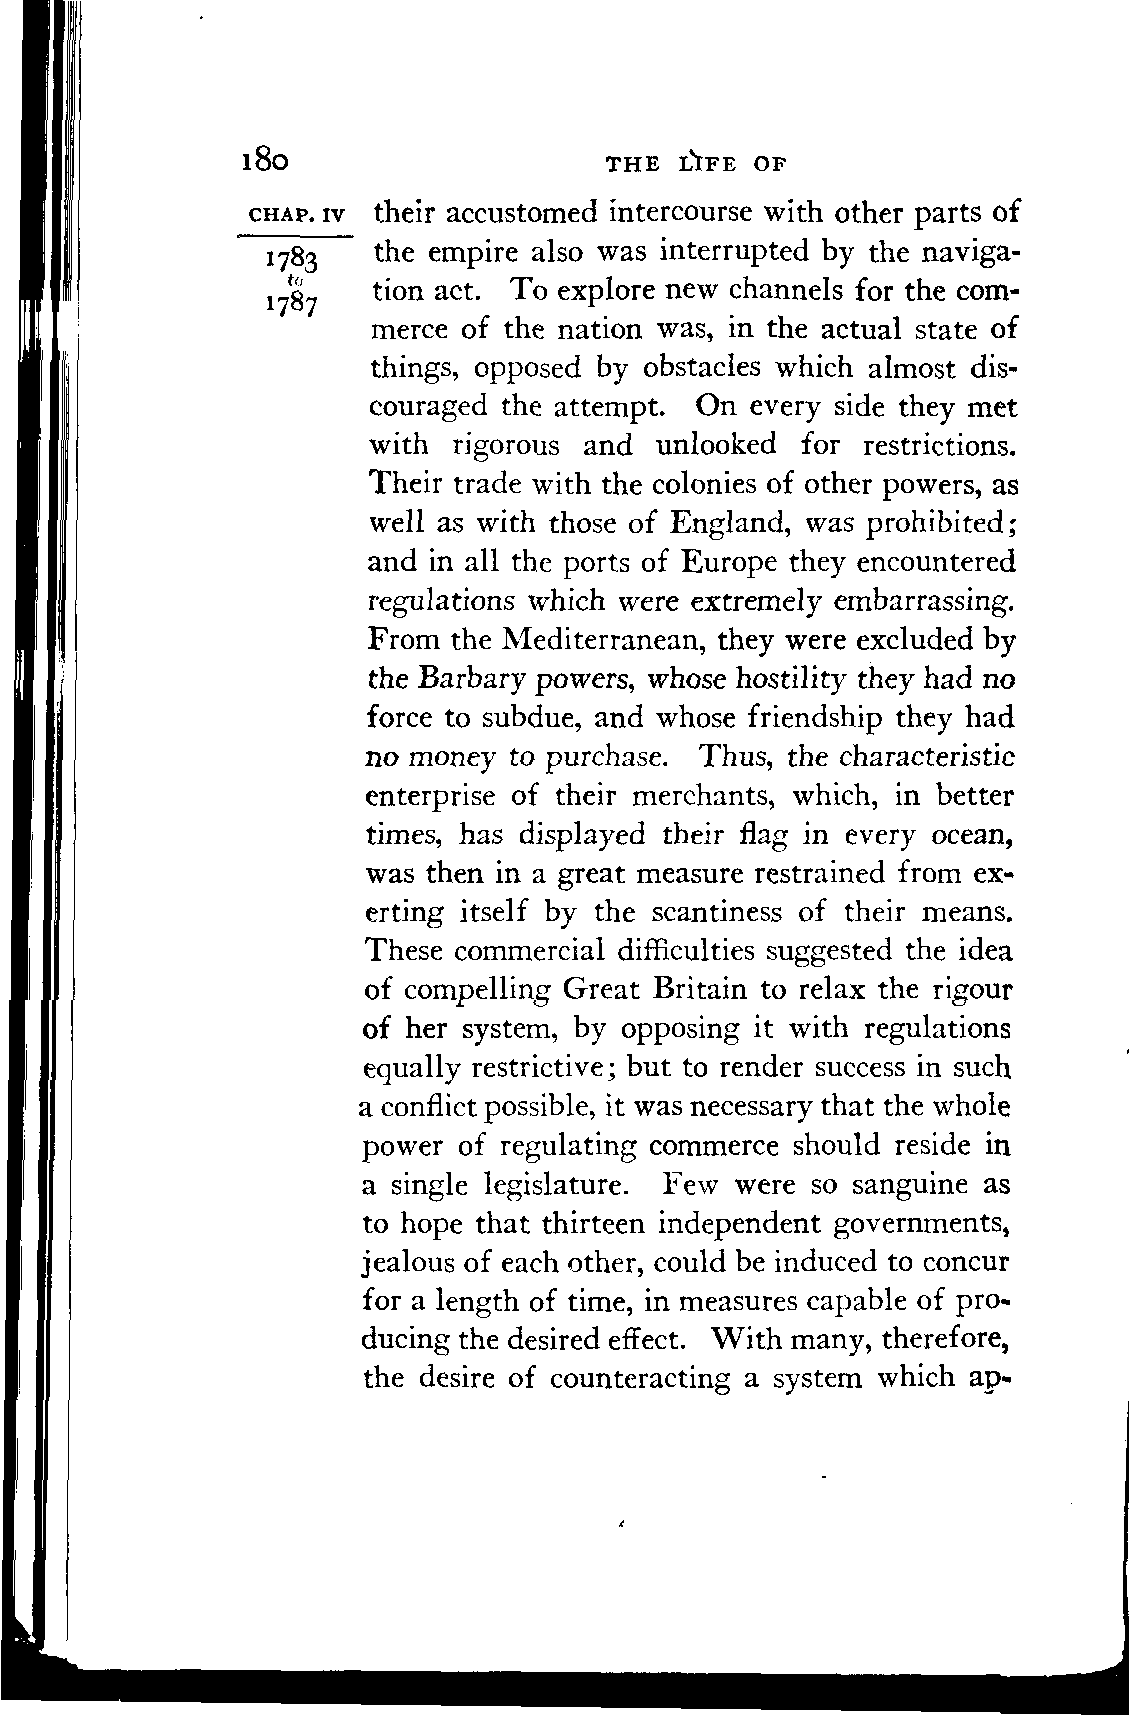 180
THE LIFE OF
CHAP. IV
1783
to
1787
their accustomed intercourse with other parts of
the empire also was interrupted by the naviga-
tion act. To explore new channels for the com-
merce of the nation was, in the actual state of
things, opposed by obstacles which almost dis-
couraged the attempt. On every side they met
with rigorous and unlooked for restrictions.
Their trade with the colonies of other powers, as
well as with those of England, was prohibited;
and in all the ports of Europe they encountered
regulations which were extremely embarrassing.
From the Mediterranean, they were excluded by
the Barbary powers, whose hostility they had no
force to subdue, and whose friendship they had
no money to purchase. Thus, the characteristic
enterprise of their merchants, which, in better
times, has displayed their flag in every ocean,
was then in a great measure restrained from ex-
erting itself by the scantiness of their means.
These commercial difficulties suggested the idea
of compelling Great Britain to relax the rigour
of her system, by opposing it with regulations
equally restrictive; but to render success in such
a conflict possible, it was necessary that the whole
power of regulating commerce should reside in
a single legislature. Few were so sanguine as
to hope that thirteen independent governments,
jealous of each other, could be induced to concur
for a length of time, in measures capable of pro-
ducing the desired effect. With many, therefore,
the desire of counteracting a system which ap-